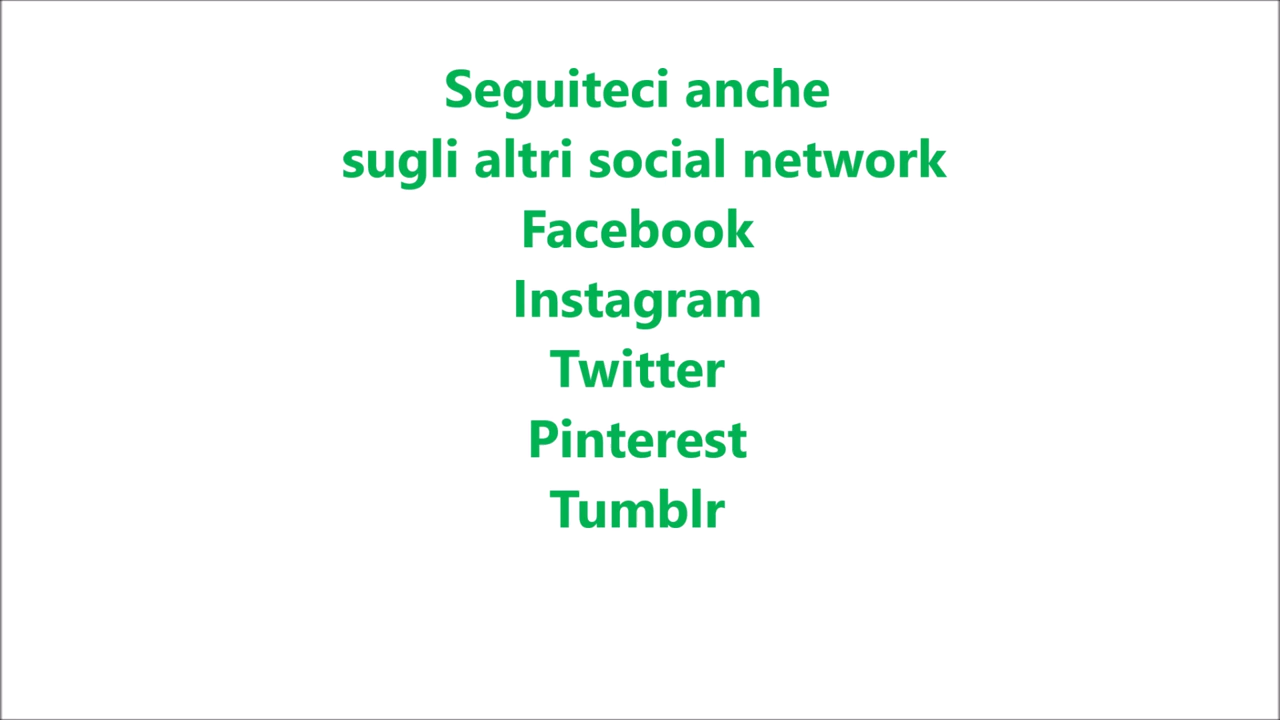 Seguiteci anche
sugli altri social network
Facebook
Instagram
Twitter
Pinterest
Tumblr